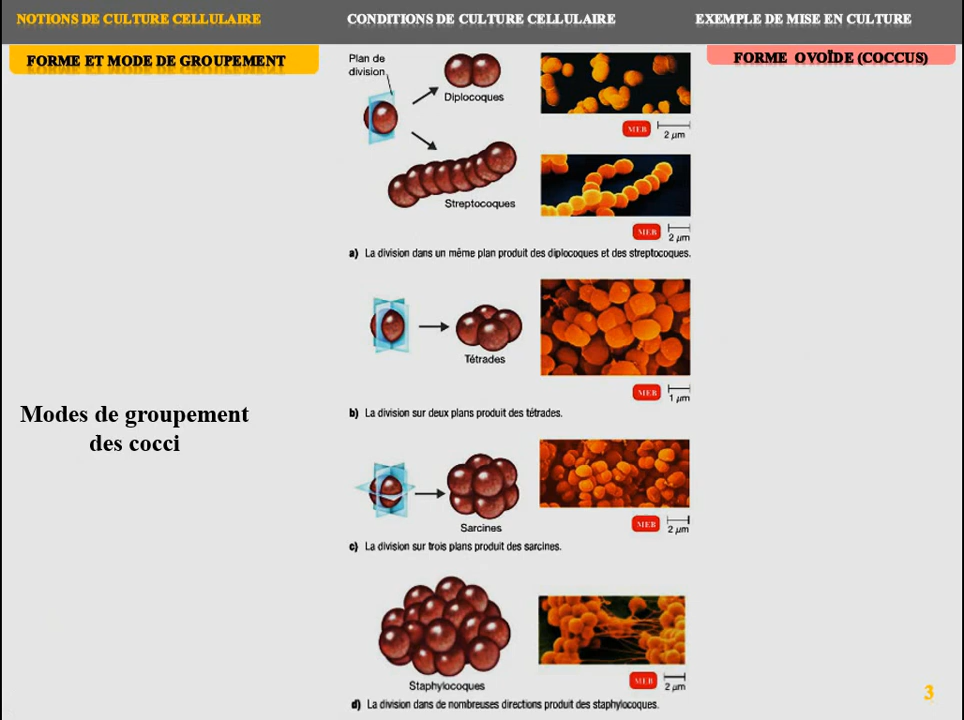 NOTIONS DE CULTURE CELLULAIRE
CONDITIONS DE CULTURE CELLULAIRE
EXEMPLE DE MISE EN CULTURE
FORME ET MODE DE GROUPEMENT
FORME OVOÏDE (COCCUS)
Modes de groupement
des cocci
Plan de
division
Diplocoques
MEB
2 µm
Streptocoques
MEB
2 µm
a) La division dans un même plan produit des diplocoques et des streptocoques.
Tétrades
MEB
1 µm
b) La division sur deux plans produit des tétrades.
Sarcines
MEB
2 µm
c) La division sur trois plans produit des sarcines.
Staphylocoques
MEB
2 µm
d) La division dans de nombreuses directions produit des staphylocoques.
3